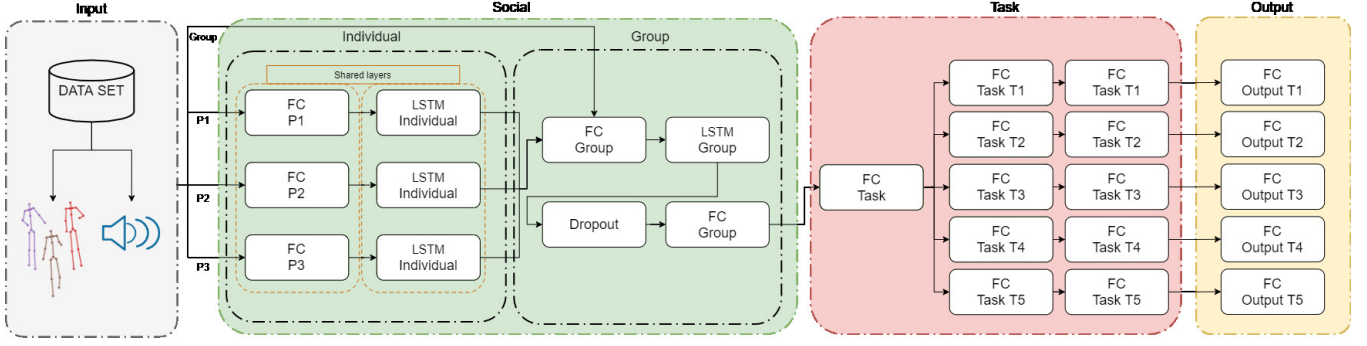 Input
Social
Task
Output
DATA SET
Group
P1
P2
P3
Individual
Shared layers
FC
P1
LSTM
Individual
FC
P2
LSTM
Individual
FC
P3
LSTM
Individual
Group
FC
Group
LSTM
Group
Dropout
FC
Group
FC
Task
FC
Task T1
FC
Task T1
FC
Output T1
FC
Task T2
FC
Task T2
FC
Output T2
FC
Task T3
FC
Task T3
FC
Output T3
FC
Task T4
FC
Task T4
FC
Output T4
FC
Task T5
FC
Task T5
FC
Output T5